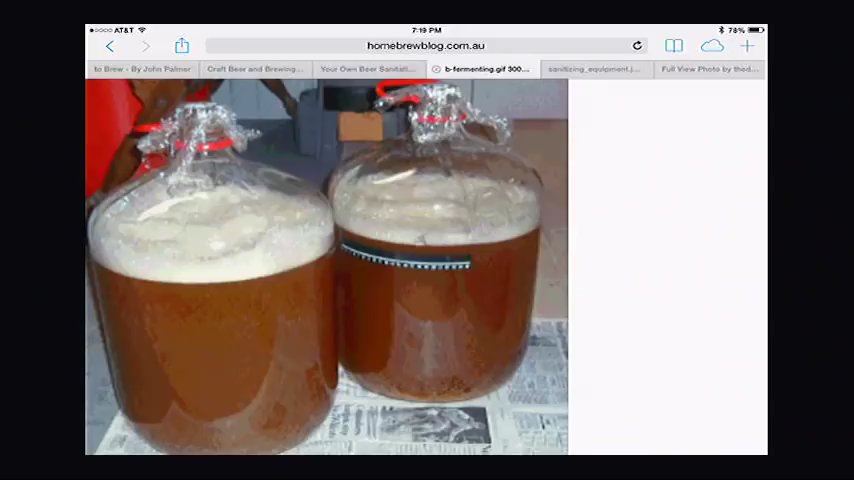 AT&T 7:19 PM 78%
homebrewblog.com.au
to Brew - By John Palmer Craft Beer and Brewing... Your Own Beer Sanitati... b-fermenting.gif 300... sanitizing_equipment.j... Full View Photo by thed...